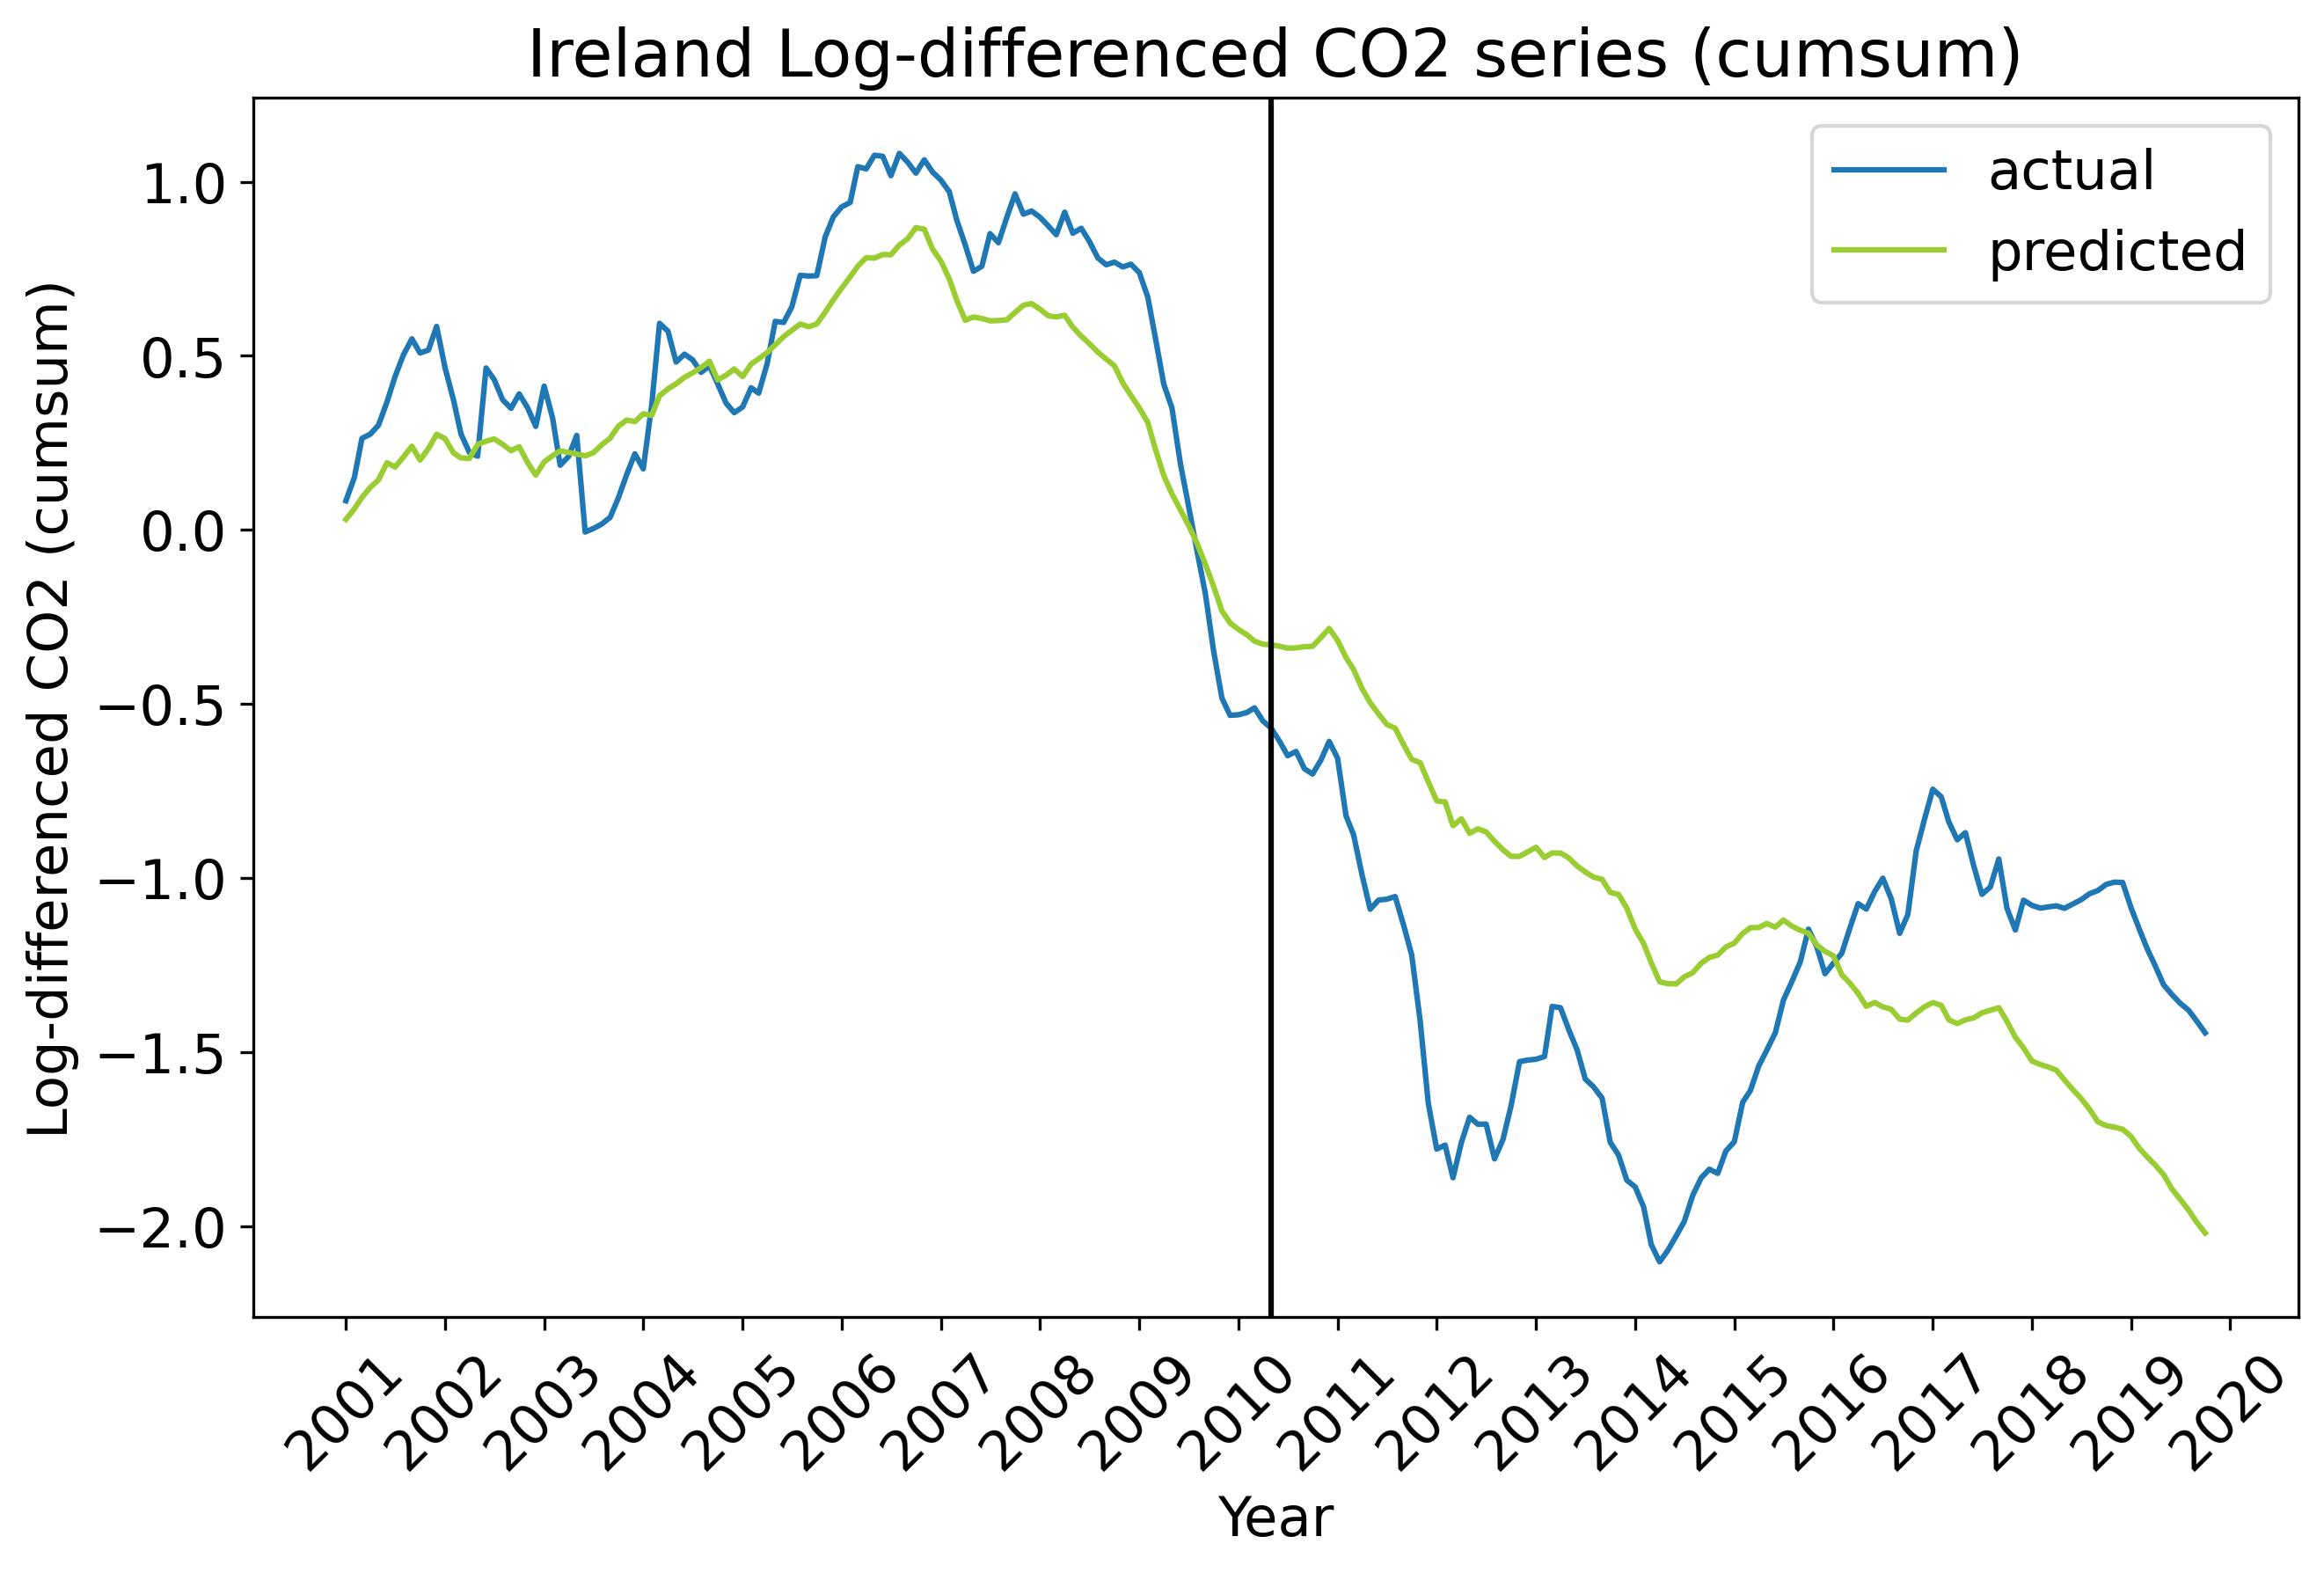 Ireland Log-differenced CO2 series (cumsum)
actual
predicted
Log-differenced CO2 (cumsum)
1.0
0.5
0.0
−0.5
−1.0
−1.5
−2.0
2001 2002 2003 2004 2005 2006 2007 2008 2009 2010 2011 2012 2013 2014 2015 2016 2017 2018 2019 2020
Year